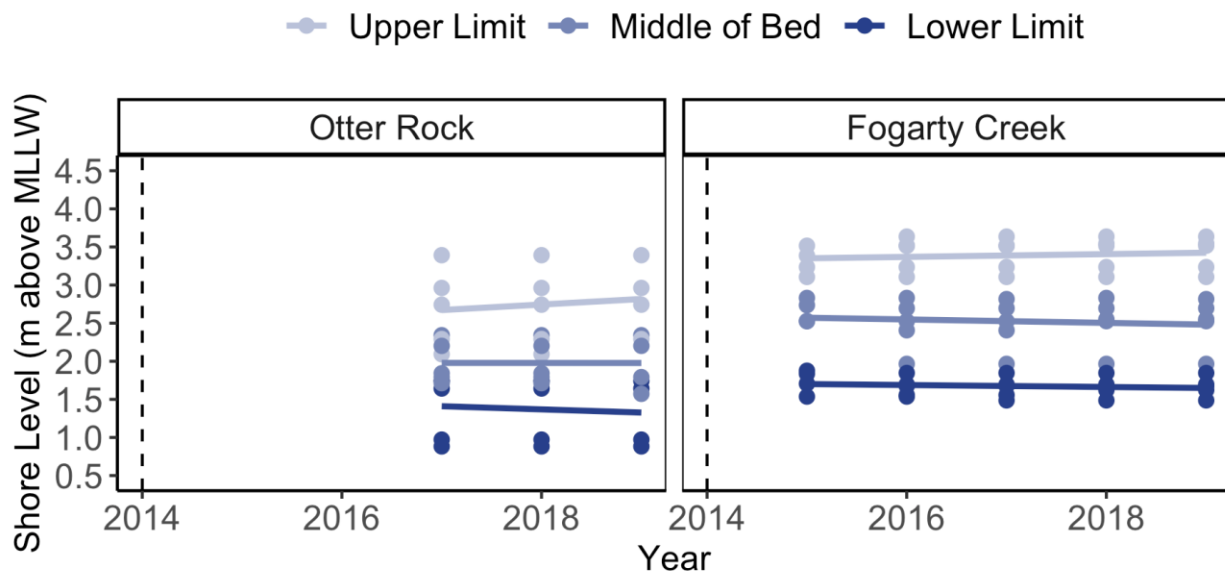 Upper Limit Middle of Bed Lower Limit
Otter Rock Fogarty Creek
Shore Level (m above MLLW)
4.5
4.0
3.5
3.0
2.5
2.0
1.5
1.0
0.5
2014 2016 2018 2014 2016 2018
Year